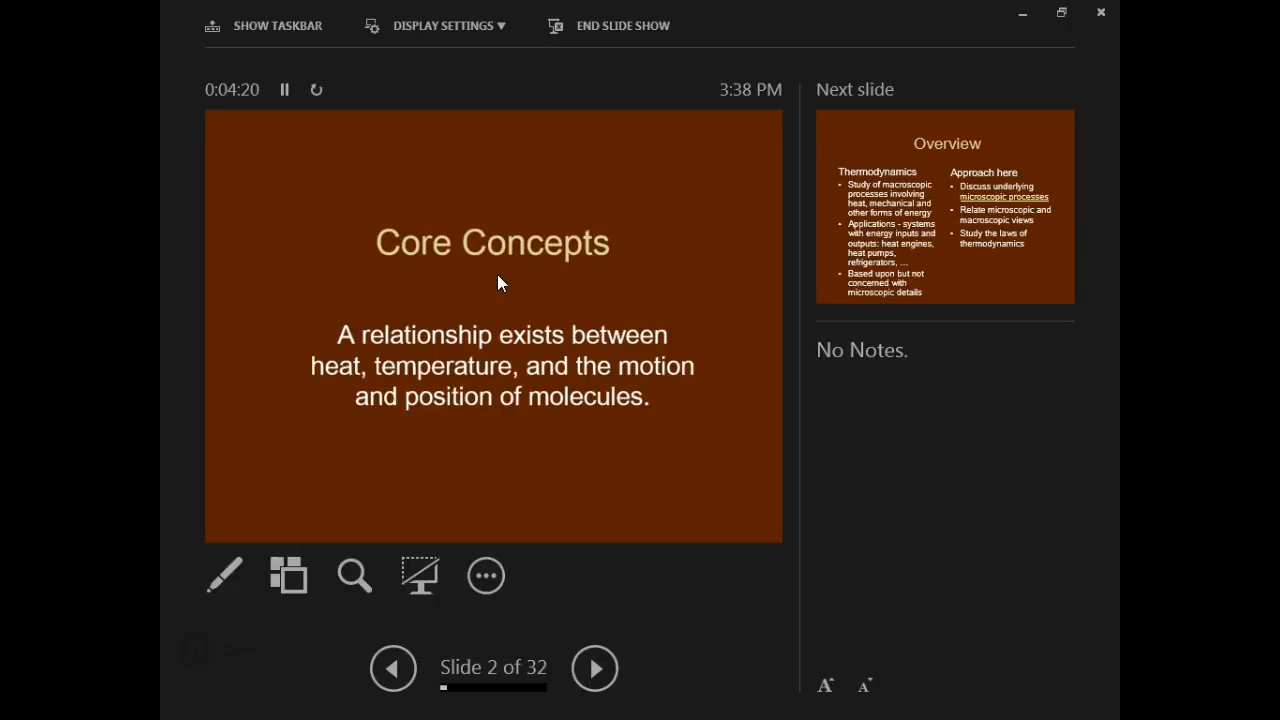 SHOW TASKBAR
DISPLAY SETTINGS ▼
END SLIDE SHOW
0:04:20
3:38 PM
Core Concepts
A relationship exists between
heat, temperature, and the motion
and position of molecules.
Slide 2 of 32
Next slide
Overview
Thermodynamics
• Study of macroscopic
processes involving
heat, mechanical and
other forms of energy
• Applications - systems
with energy inputs and
outputs: heat engines,
heat pumps,
refrigerators, ...
• Based upon but not
concerned with
microscopic details
Approach here
• Discuss underlying
microscopic processes
• Relate microscopic and
macroscopic views
• Study the laws of
thermodynamics
No Notes.
A A